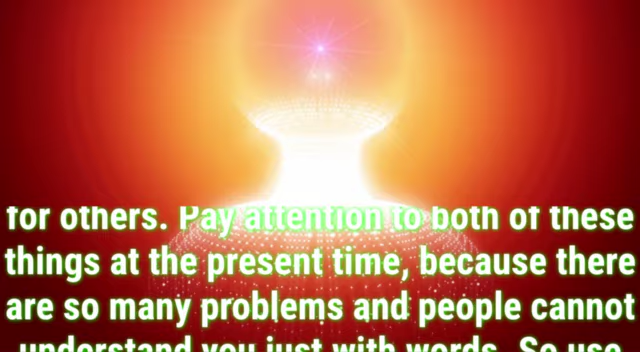 for others. Pay attention to both of these
things at the present time, because there
are so many problems and people cannot
understand you just with words. So use